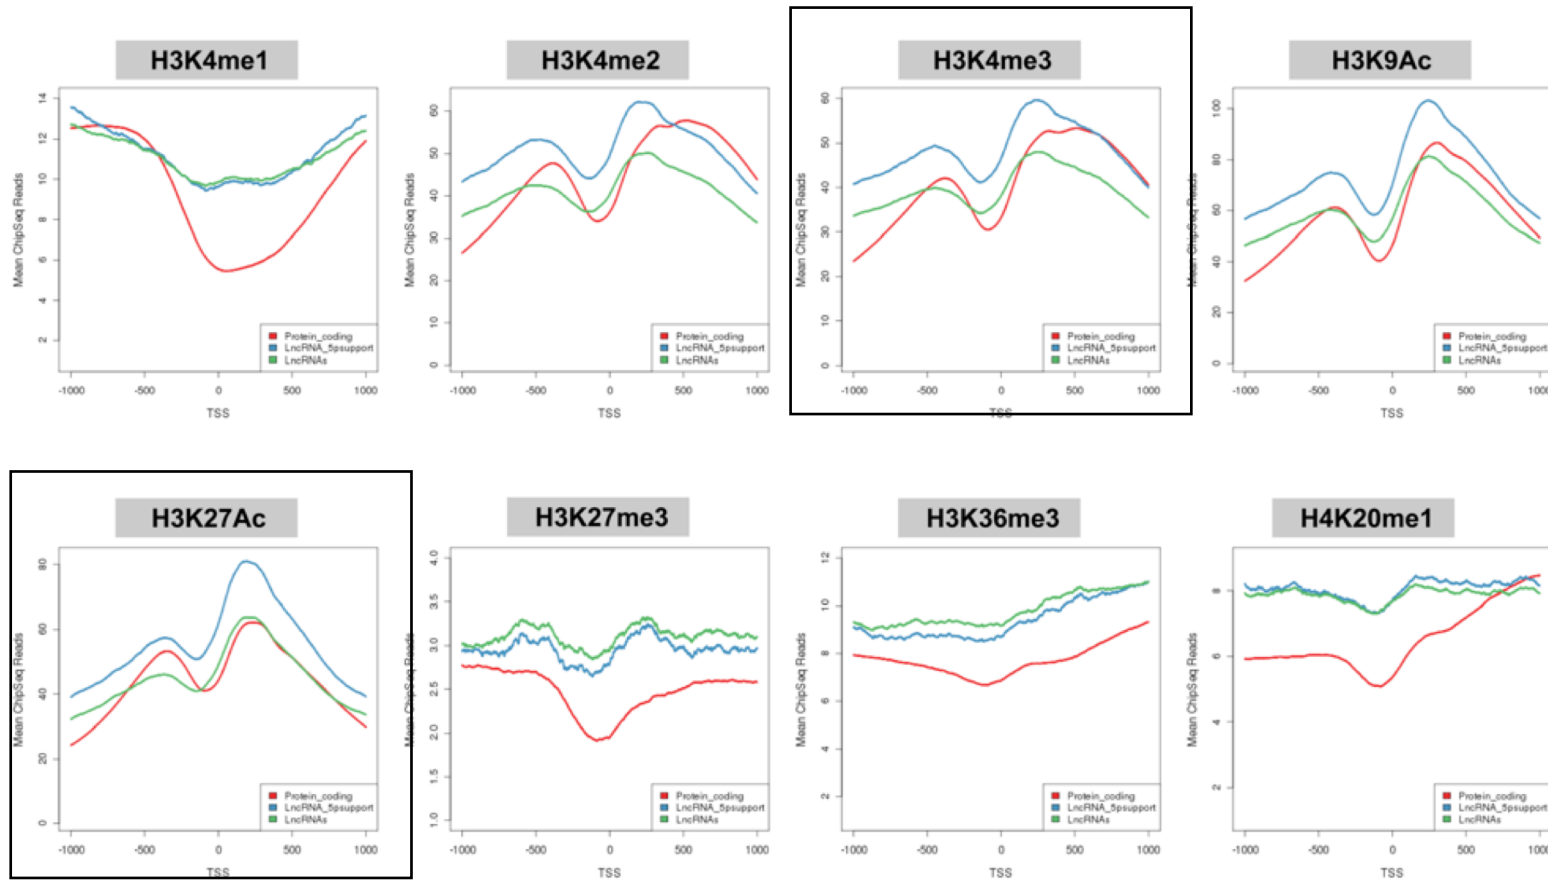 H3K4me1
H3K4me2
H3K4me3
H3K9Ac
Mean ChipSeq Reads
14
12
10
8
6
4
2
Protein_coding
LncRNA_5psupport
LncRNAs
-1000 -500 0 500 1000
TSS
Mean ChipSeq Reads
60
50
40
30
20
10
0
Protein_coding
LncRNA_5psupport
LncRNAs
-1000 -500 0 500 1000
TSS
Mean ChipSeq Reads
60
50
40
30
20
10
0
Protein_coding
LncRNA_5psupport
LncRNAs
-1000 -500 0 500 1000
TSS
Mean ChipSeq Reads
100
80
60
40
20
0
Protein_coding
LncRNA_5psupport
LncRNAs
-1000 -500 0 500 1000
TSS
H3K27Ac
H3K27me3
H3K36me3
H4K20me1
Mean ChipSeq Reads
80
60
40
20
0
Protein_coding
LncRNA_5psupport
LncRNAs
-1000 -500 0 500 1000
TSS
Mean ChipSeq Reads
4.0
3.5
3.0
2.5
2.0
1.5
1.0
Protein_coding
LncRNA_5psupport
LncRNAs
-1000 -500 0 500 1000
TSS
Mean ChipSeq Reads
12
10
8
6
4
2
Protein_coding
LncRNA_5psupport
LncRNAs
-1000 -500 0 500 1000
TSS
Mean ChipSeq Reads
8
6
4
2
Protein_coding
LncRNA_5psupport
LncRNAs
-1000 -500 0 500 1000
TSS